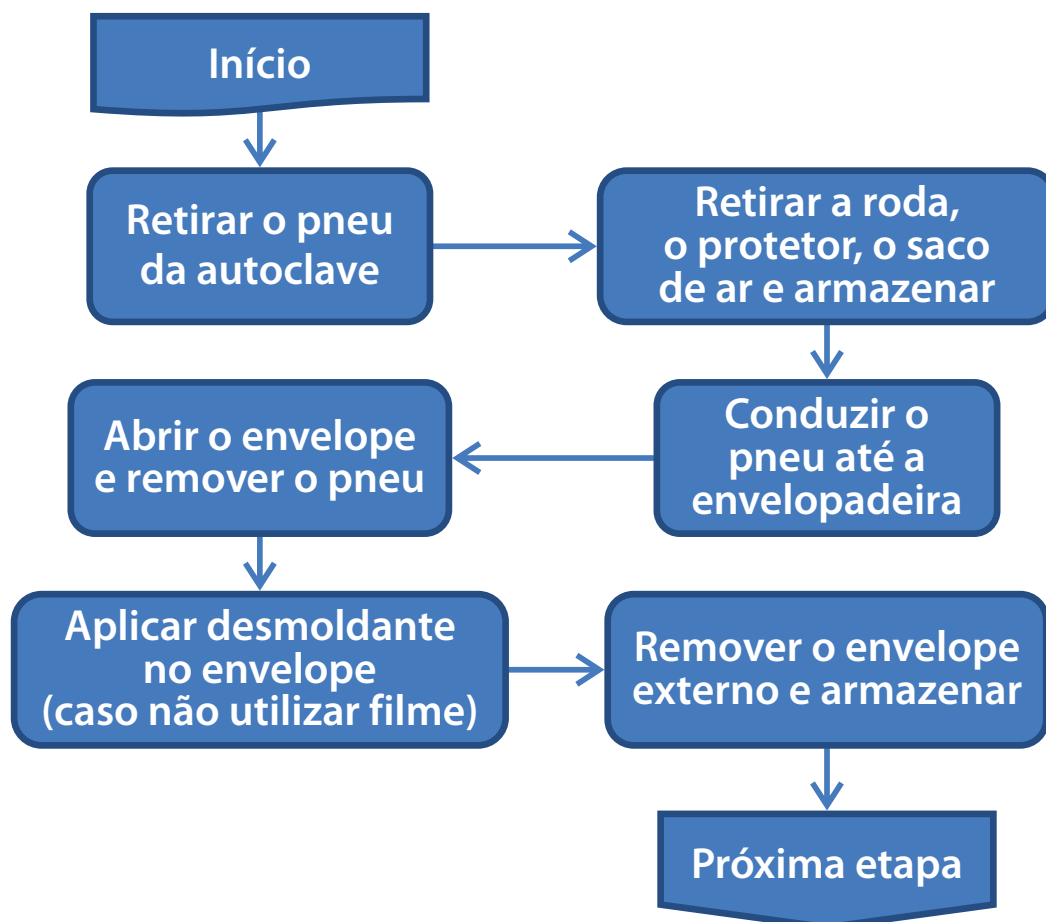 Início
Retirar o pneu
da autoclave
Retirar a roda,
o protetor, o saco
de ar e armazenar
Conduzir o
pneu até a
envelopadeira
Abrir o envelope
e remover o pneu
Aplicar desmoldante
no envelope
(caso não utilizar filme)
Remover o envelope
externo e armazenar
Próxima etapa